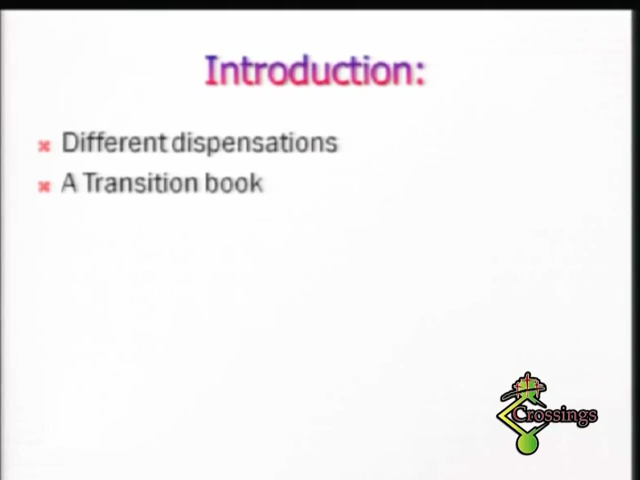 Introduction:
Different dispensations
A Transition book
Crossings